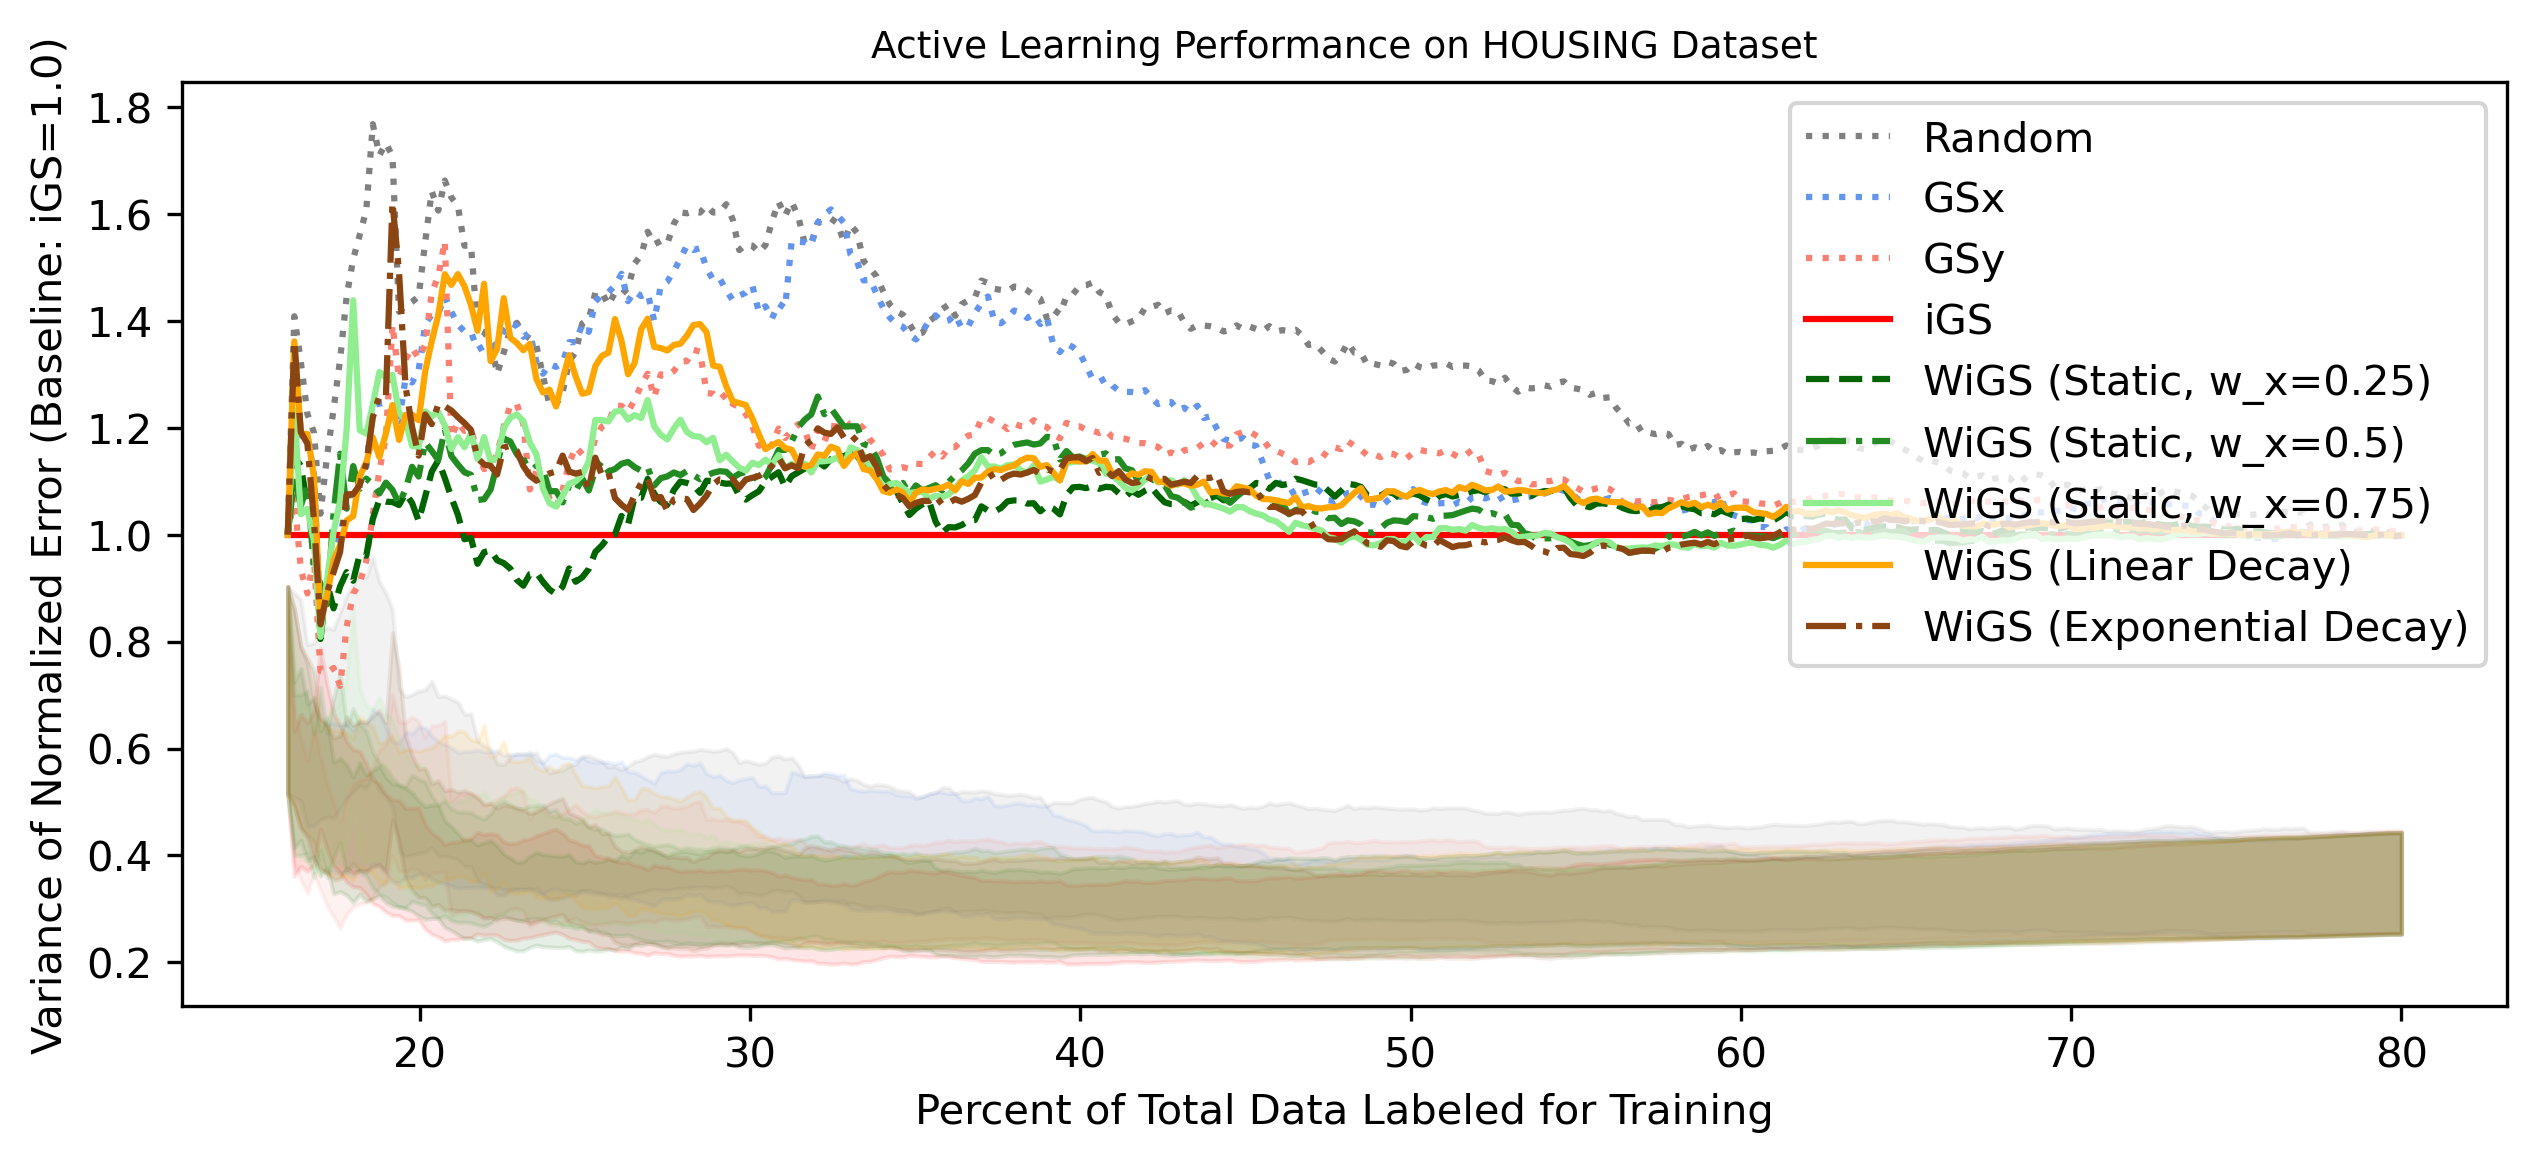 Active Learning Performance on HOUSING Dataset
Variance of Normalized Error (Baseline: iGS=1.0)
1.8
1.6
1.4
1.2
1.0
0.8
0.6
0.4
0.2
Random
GSx
GSy
iGS
WiGS (Static, w_x=0.25)
WiGS (Static, w_x=0.5)
WiGS (Static, w_x=0.75)
WiGS (Linear Decay)
WiGS (Exponential Decay)
20 30 40 50 60 70 80
Percent of Total Data Labeled for Training